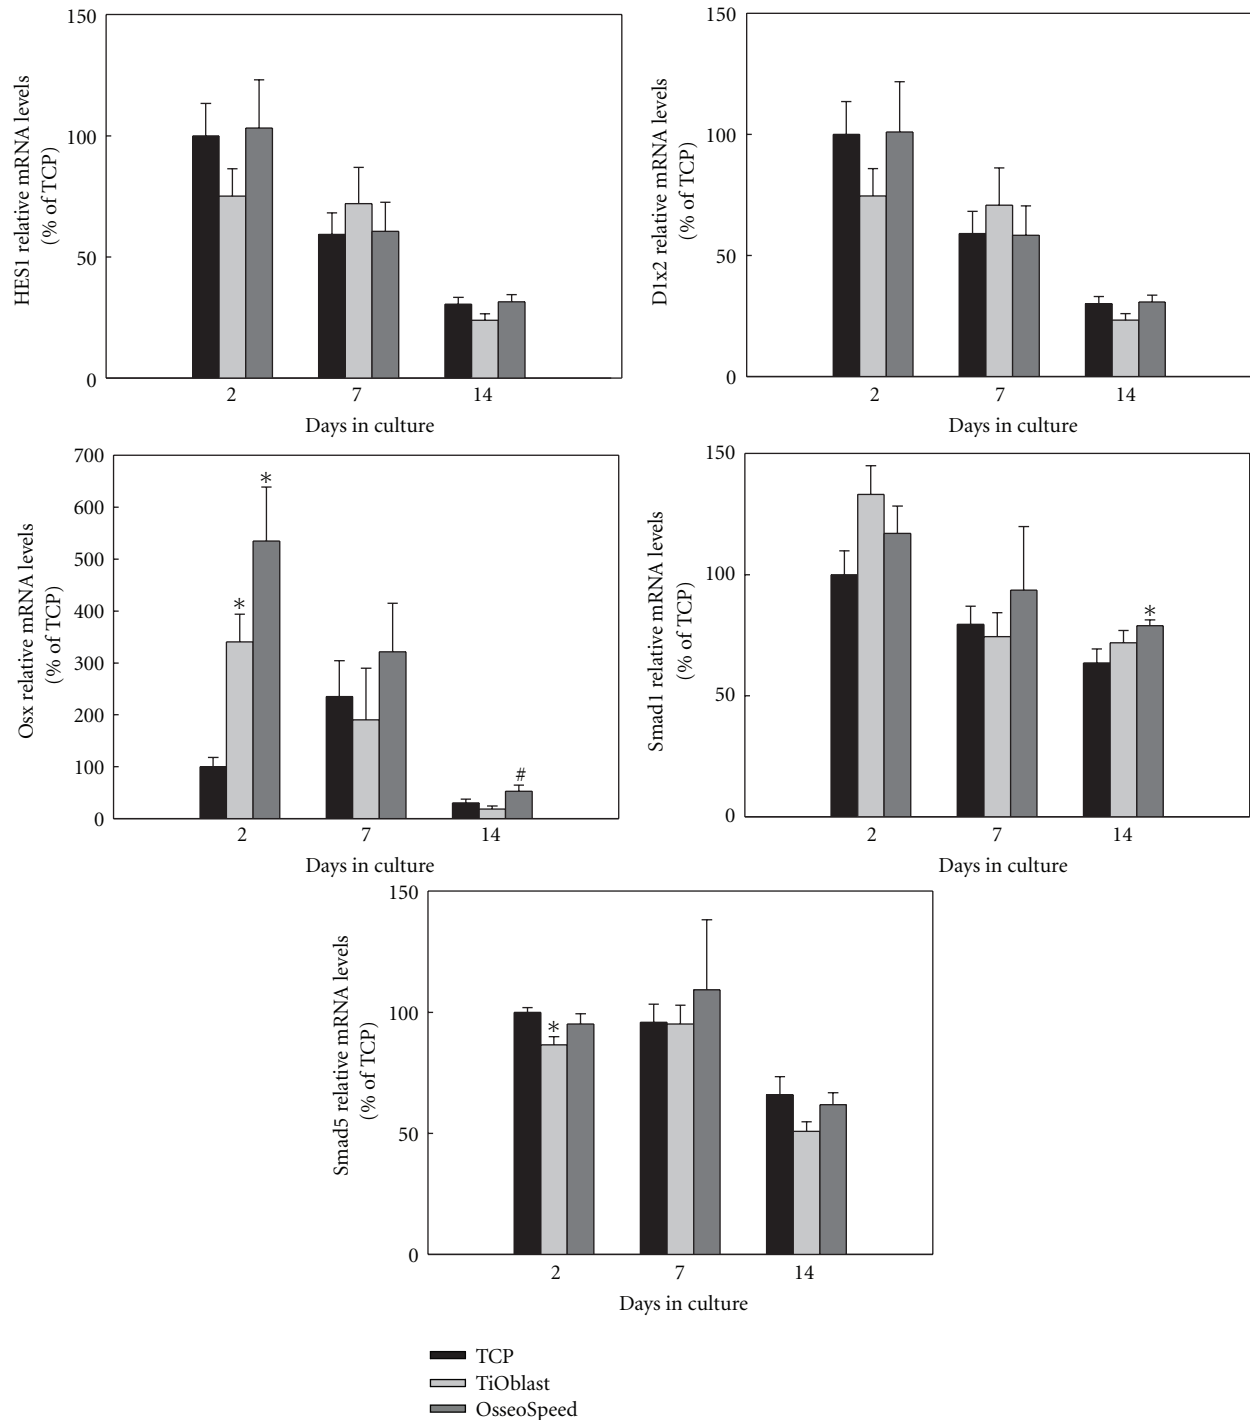 HES1 relative mRNA levels
(% of TCP)
150
100
50
0
2 7 14
Days in culture
D1x2 relative mRNA levels
(% of TCP)
150
100
50
0
2 7 14
Days in culture
Osx relative mRNA levels
(% of TCP)
700
600
500
400
300
200
100
0
* * #
2 7 14
Days in culture
Smad1 relative mRNA levels
(% of TCP)
150
100
50
0
*
2 7 14
Days in culture
Smad5 relative mRNA levels
(% of TCP)
150
100
50
0
*
2 7 14
Days in culture
TCP
TiOblast
OsseoSpeed